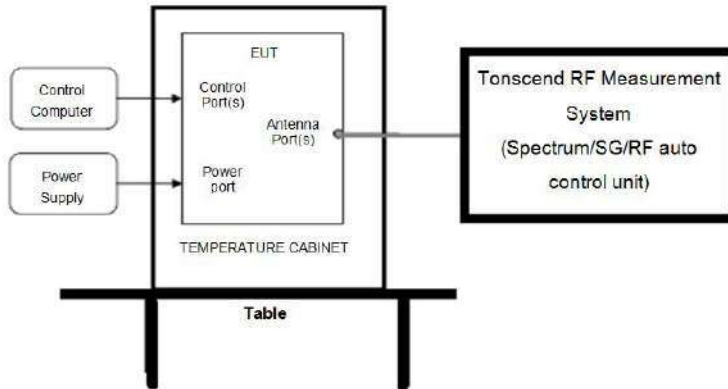 EUT
Control
Computer
Control
Port(s)
Antenna
Port(s)
Power
Supply
Power
port
TEMPERATURE CABINET
Table
Tonscend RF Measurement
System
(Spectrum/SG/RF auto
control unit)